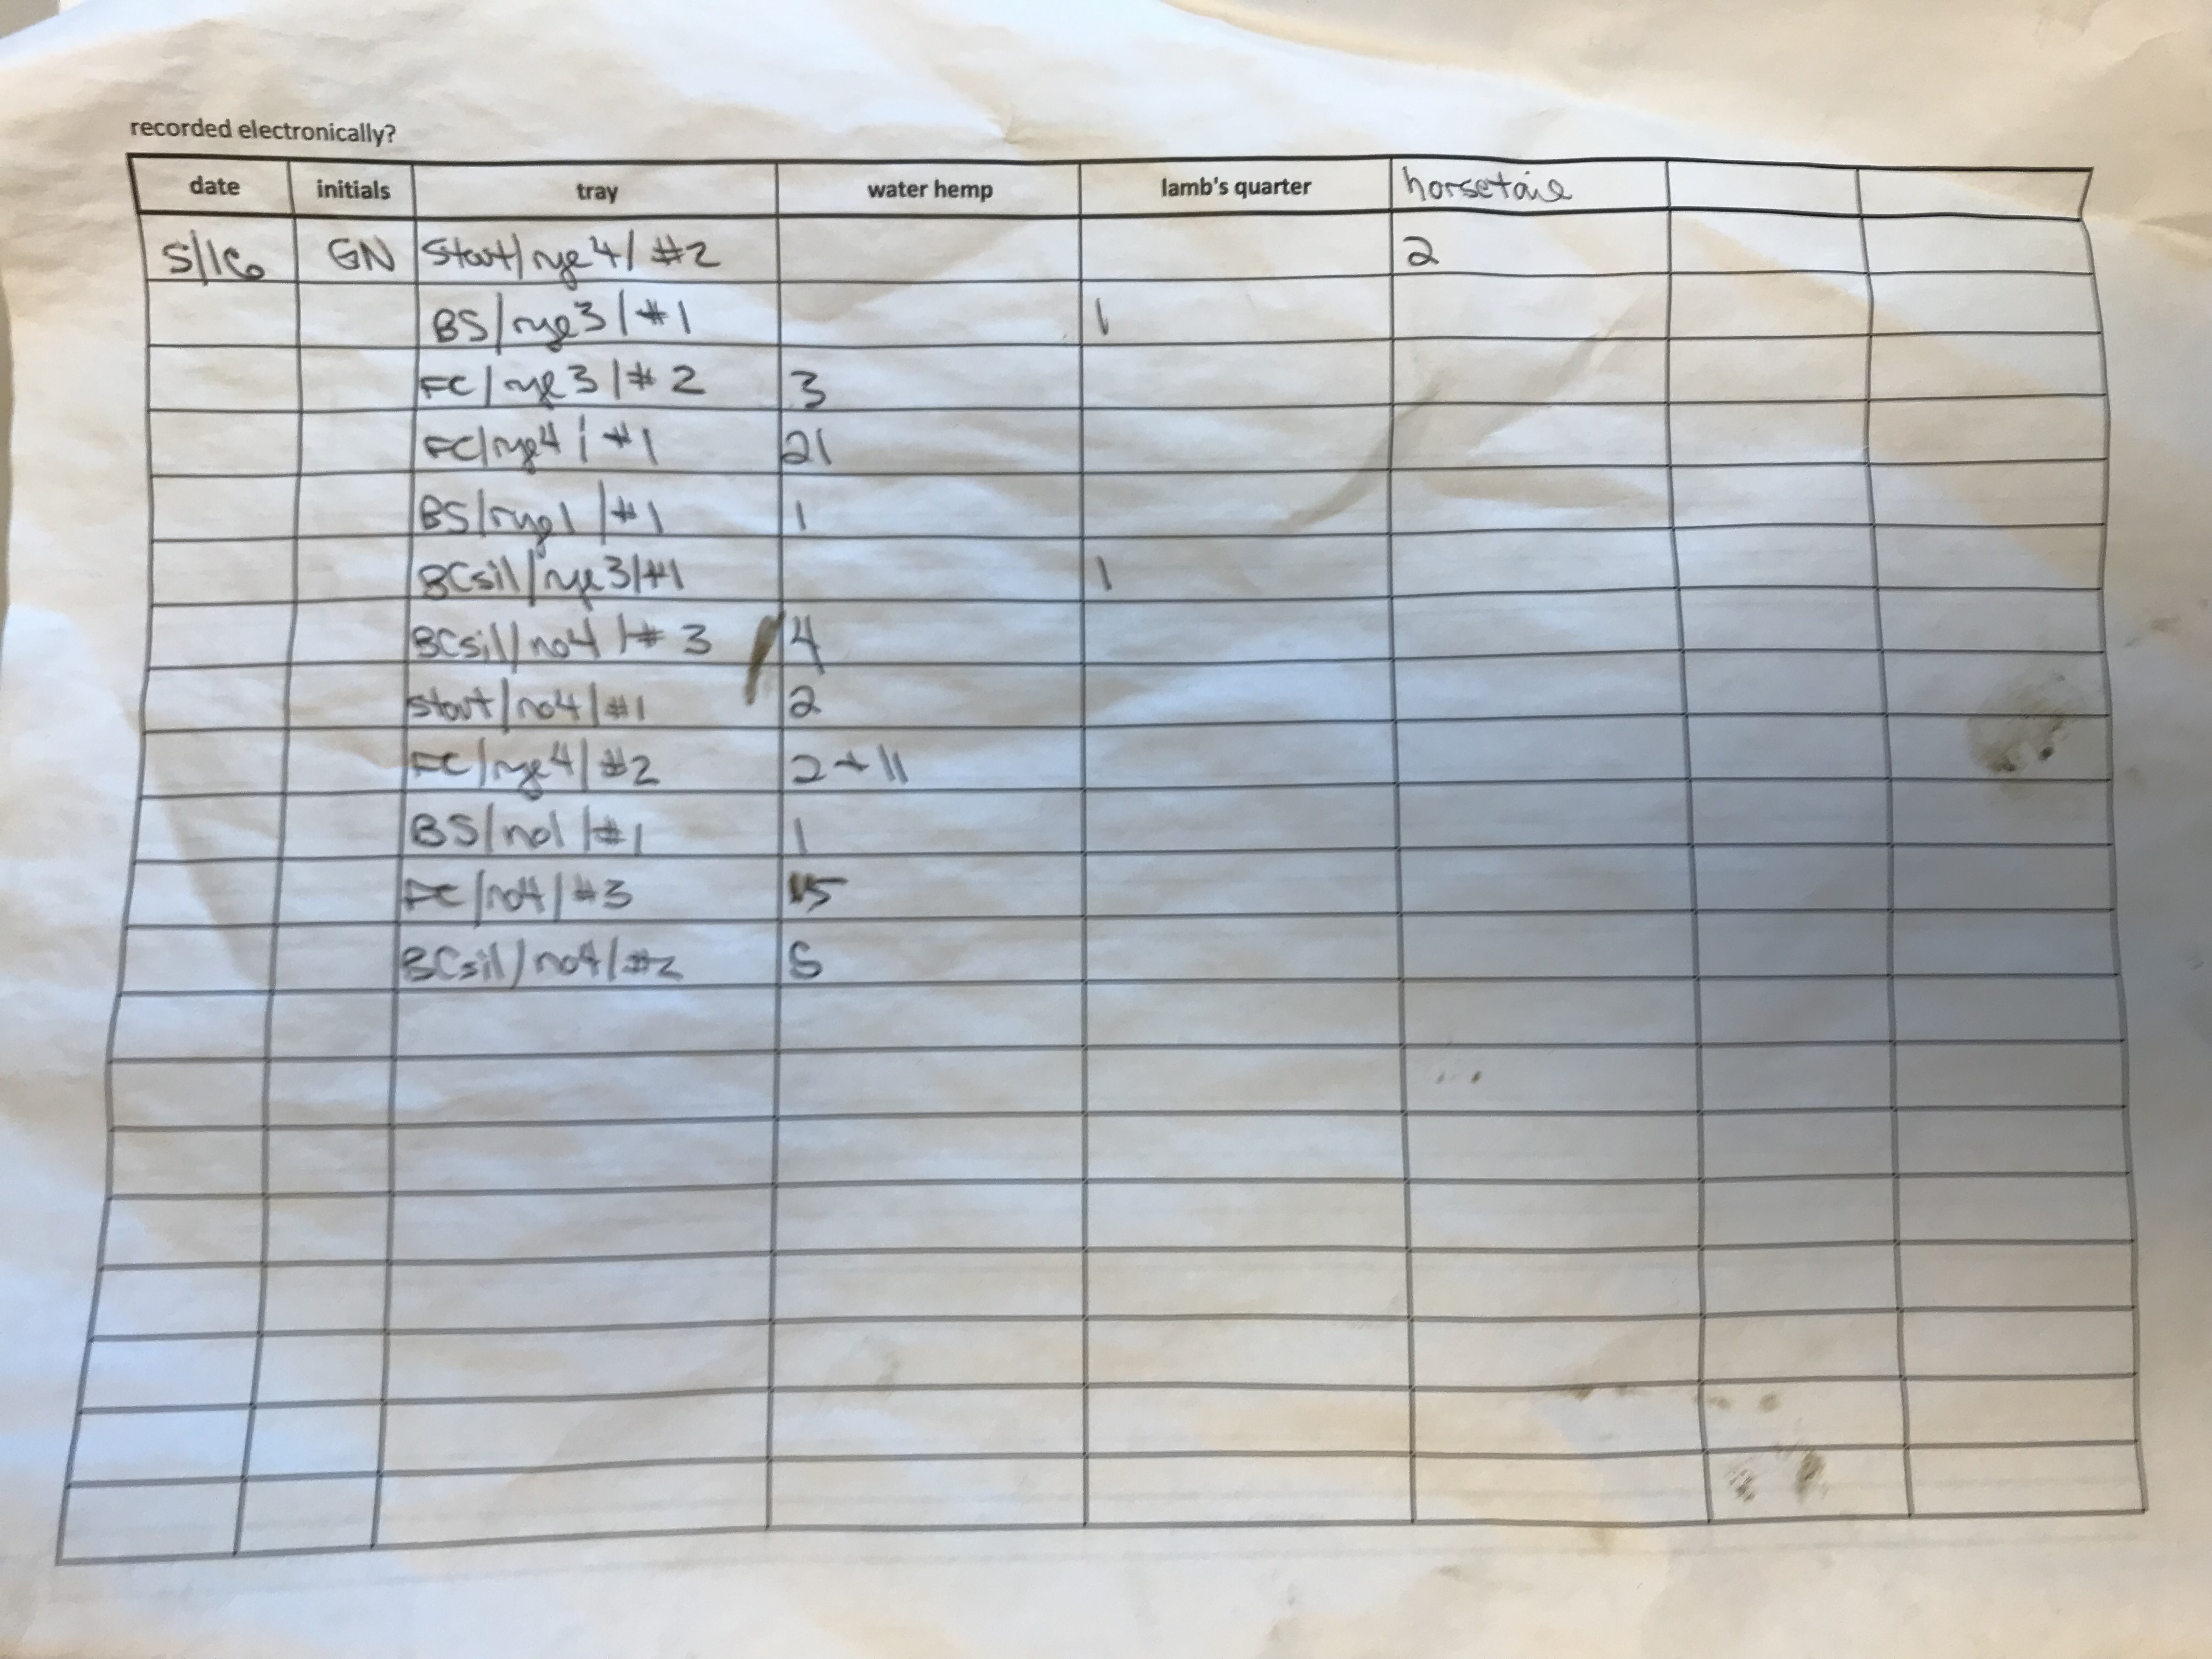 recorded electronically?
date initials tray water hemp lamb's quarter horsetail
5/16 GN Start/rye4/#2 2
BS/rye3/#1 1
FC/rye3/#2 3
FC/rye4/#1 21
BS/rye1/#1 1
BCsil/rye3/#1 1
BCsil/no4/#3 4
Start/no4/#1 2
FC/rye4/#2 2+11
BS/no1/#1 1
FC/no4/#3 15
BCsil/no4/#2 5